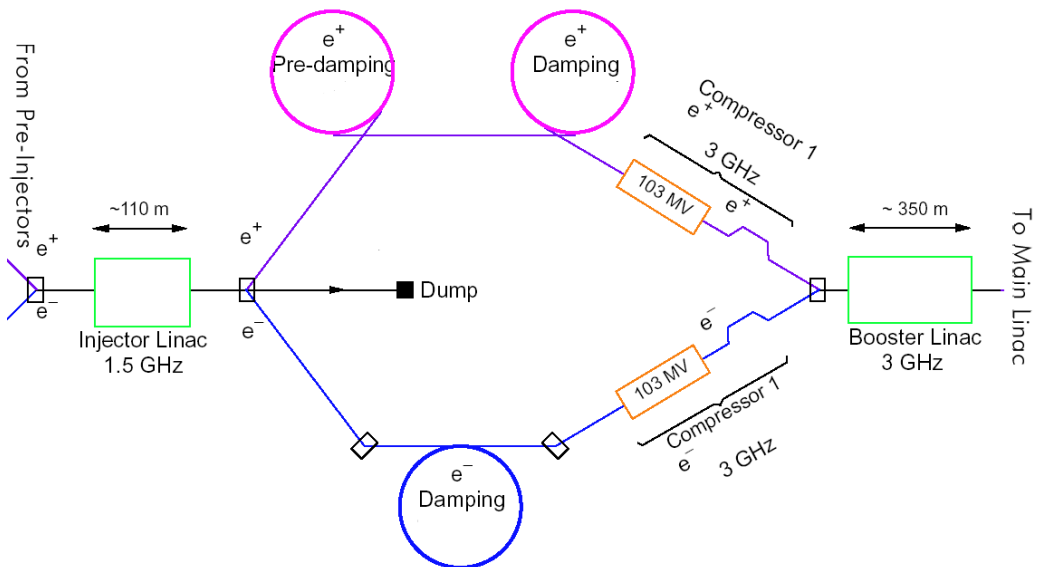 From Pre-Injectors
e⁺
e⁻
~110 m
Injector Linac
1.5 GHz
e⁺
e⁻
e⁺
Pre-damping
e⁺
Damping
Dump
Compressor 1
e⁺
3 GHz
103 MV
e⁺
e⁻
103 MV
Compressor 1
e⁻
3 GHz
e⁻
Damping
~ 350 m
Booster Linac
3 GHz
To Main Linac